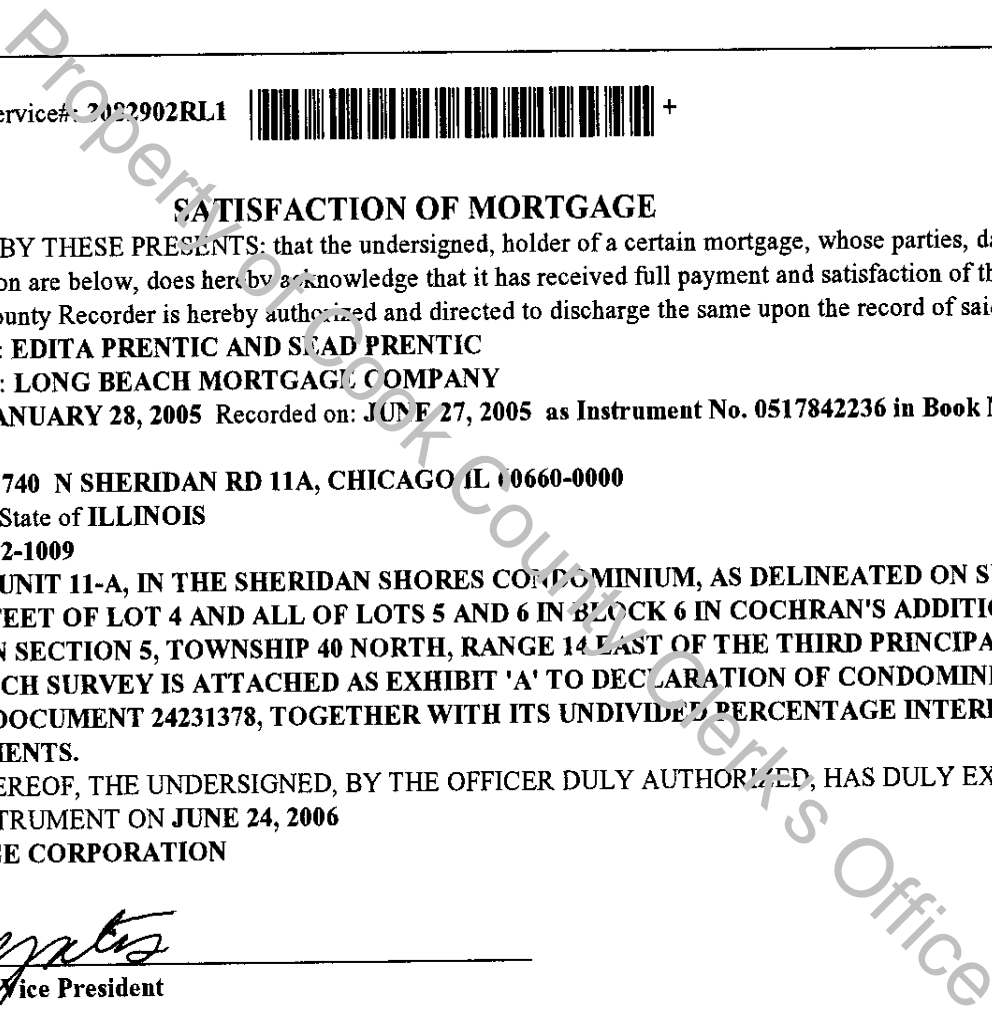 ervice#: 3082902RL1 +
SATISFACTION OF MORTGAGE
BY THESE PRESENTS: that the undersigned, holder of a certain mortgage, whose parties, da
on are below, does hereby acknowledge that it has received full payment and satisfaction of th
ounty Recorder is hereby authorized and directed to discharge the same upon the record of said
: EDITA PRENTIC AND SEAD PRENTIC
: LONG BEACH MORTGAGE COMPANY
ANUARY 28, 2005 Recorded on: JUNE 27, 2005 as Instrument No. 0517842236 in Book
740 N SHERIDAN RD 11A, CHICAGO IL 60660-0000
State of ILLINOIS
2-1009
UNIT 11-A, IN THE SHERIDAN SHORES CONDOMINIUM, AS DELINEATED ON S
FEET OF LOT 4 AND ALL OF LOTS 5 AND 6 IN BLOCK 6 IN COCHRAN'S ADDITIO
N SECTION 5, TOWNSHIP 40 NORTH, RANGE 14 EAST OF THE THIRD PRINCIPA
CH SURVEY IS ATTACHED AS EXHIBIT 'A' TO DECLARATION OF CONDOMINI
DOCUMENT 24231378, TOGETHER WITH ITS UNDIVIDED PERCENTAGE INTER
MENTS.
EREOF, THE UNDERSIGNED, BY THE OFFICER DULY AUTHORIZED, HAS DULY EX
TRUMENT ON JUNE 24, 2006
GE CORPORATION
Vice President
Property of Cook County Clerk's Office